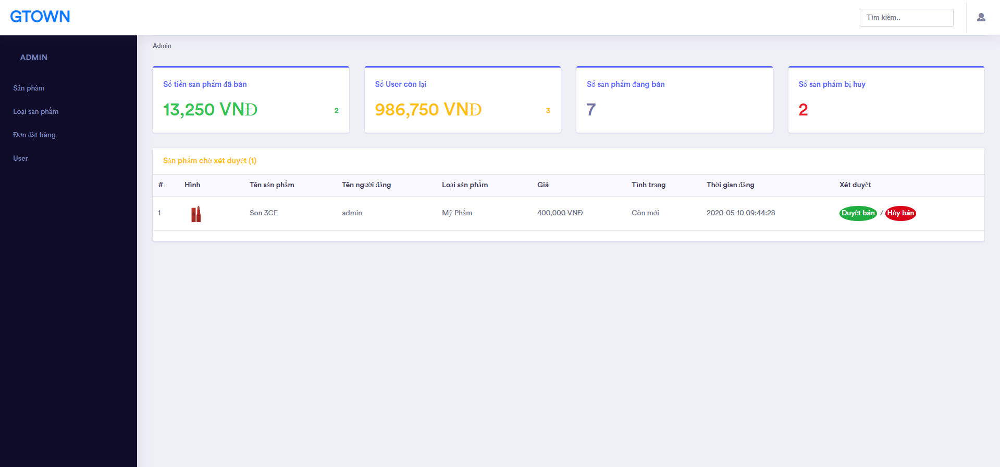 GTOWN
Tìm kiếm..
ADMIN
Sản phẩm
Loại sản phẩm
Đơn đặt hàng
User
Admin
Số tiền sản phẩm đã bán
13,250 VNĐ 2
Số User còn lại
986,750 VNĐ 3
Số sản phẩm đang bán
7
Số sản phẩm bị hủy
2
Sản phẩm chờ xét duyệt (1)
# Hình Tên sản phẩm Tên người đăng Loại sản phẩm Giá Tình trạng Thời gian đăng Xét duyệt
1 Son 3CE admin Mỹ Phẩm 400,000 VNĐ Còn mới 2020-05-10 09:44:28 Duyệt bán / Hủy bán